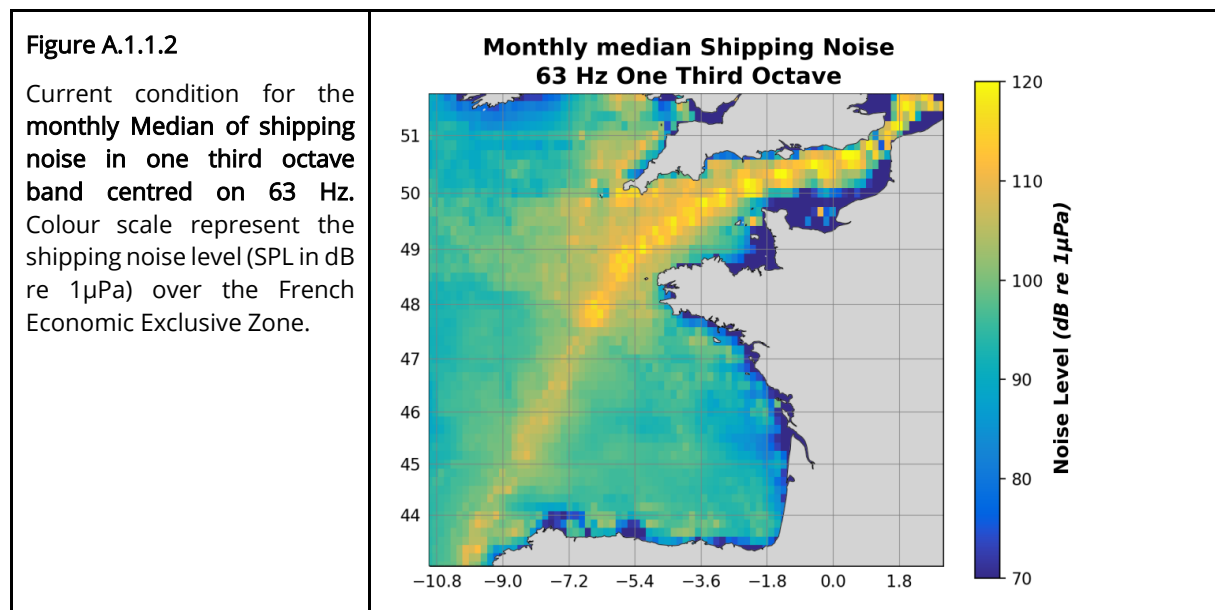 Figure A.1.1.2
Current condition for the
monthly Median of shipping
noise in one third octave
band centred on 63 Hz.
Colour scale represent the
shipping noise level (SPL in dB
re 1µPa) over the French
Economic Exclusive Zone.
Monthly median Shipping Noise
63 Hz One Third Octave
51
50
49
48
47
46
45
44
−10.8 −9.0 −7.2 −5.4 −3.6 −1.8 0.0 1.8
120
110
100
90
80
70
Noise Level (dB re 1µPa)